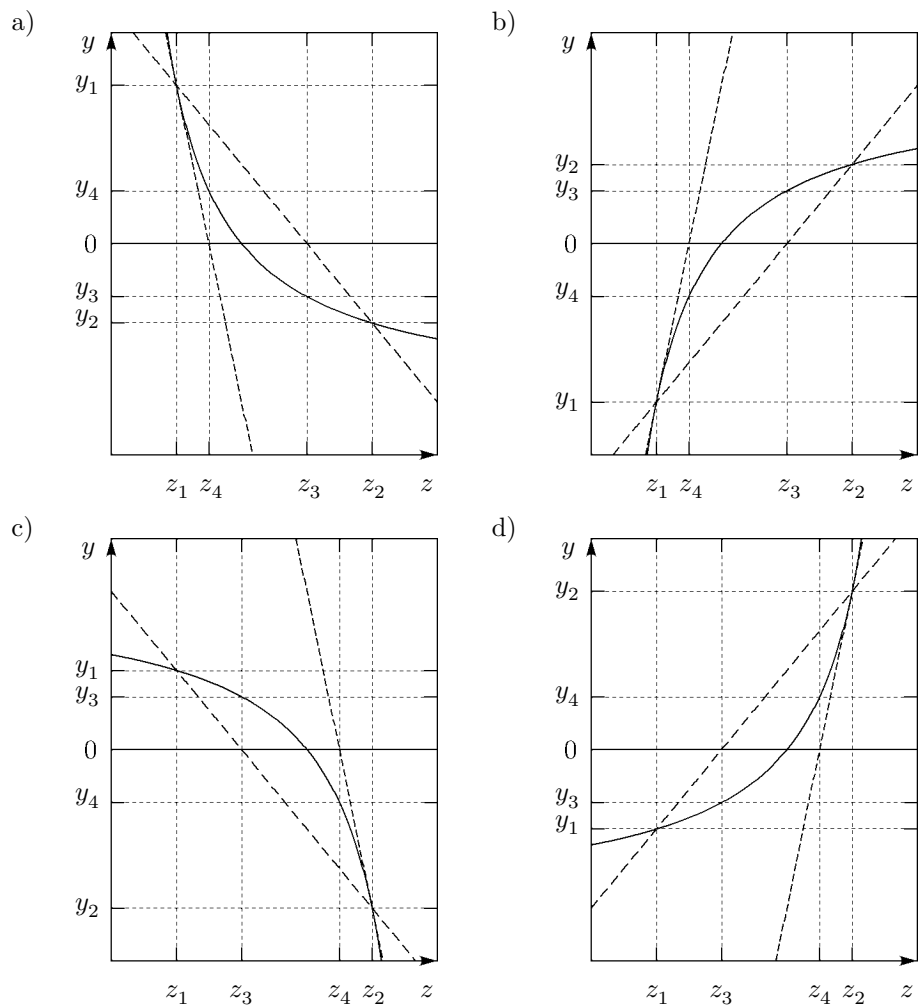 a)
y
y₁
y₄
0
y₃
y₂
z₁ z₄ z₃ z₂ z
b)
y
y₂
y₃
0
y₄
y₁
z₁ z₄ z₃ z₂ z
c)
y
y₁
y₃
0
y₄
y₂
z₁ z₃ z₄ z₂ z
d)
y
y₂
y₄
0
y₃
y₁
z₁ z₃ z₄ z₂ z